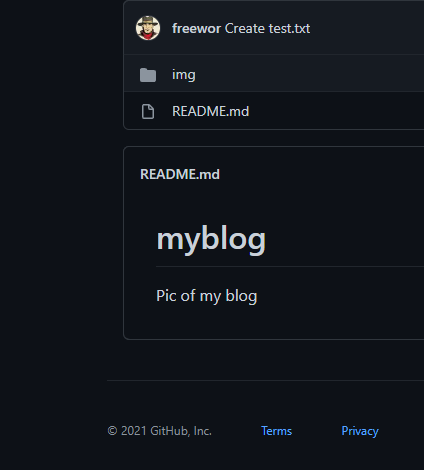 freewor Create test.txt
img
README.md
README.md
myblog
Pic of my blog
© 2021 GitHub, Inc. Terms Privacy